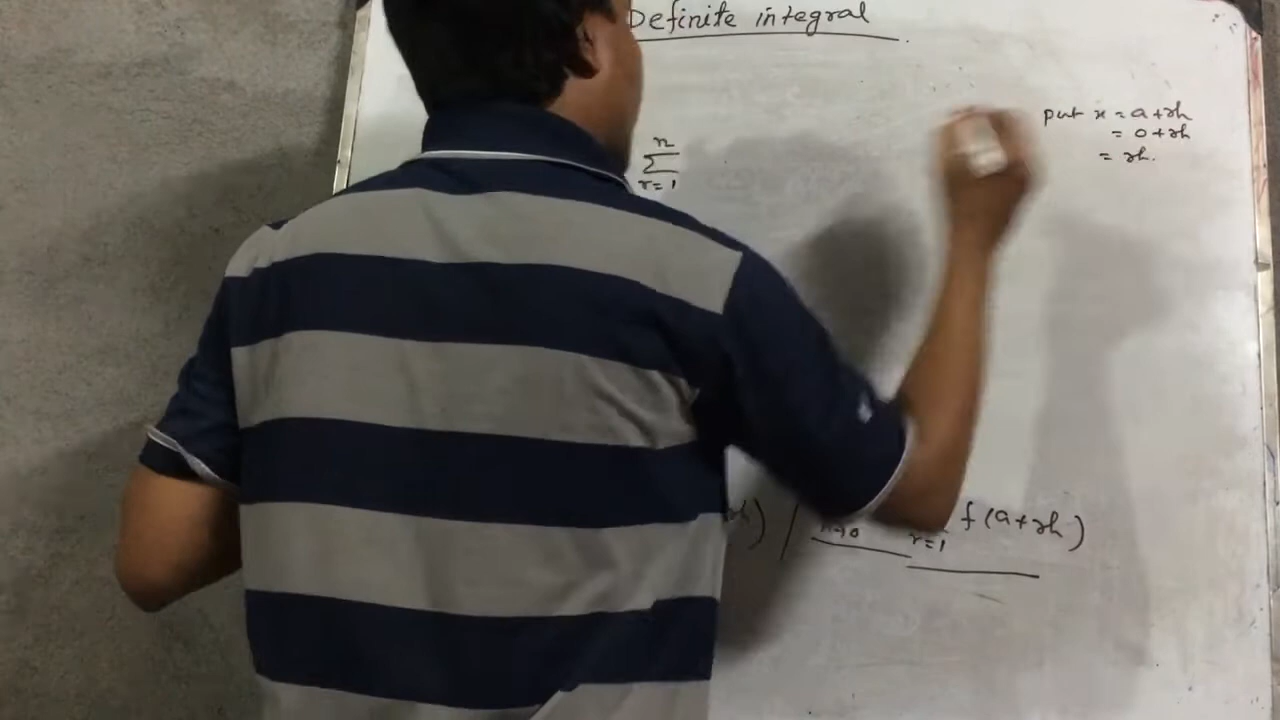 Definite integral
put x = a+rh
= 0+rh
= rh.
n
∑
r=1
) / h→0 r=1 f(a+rh)